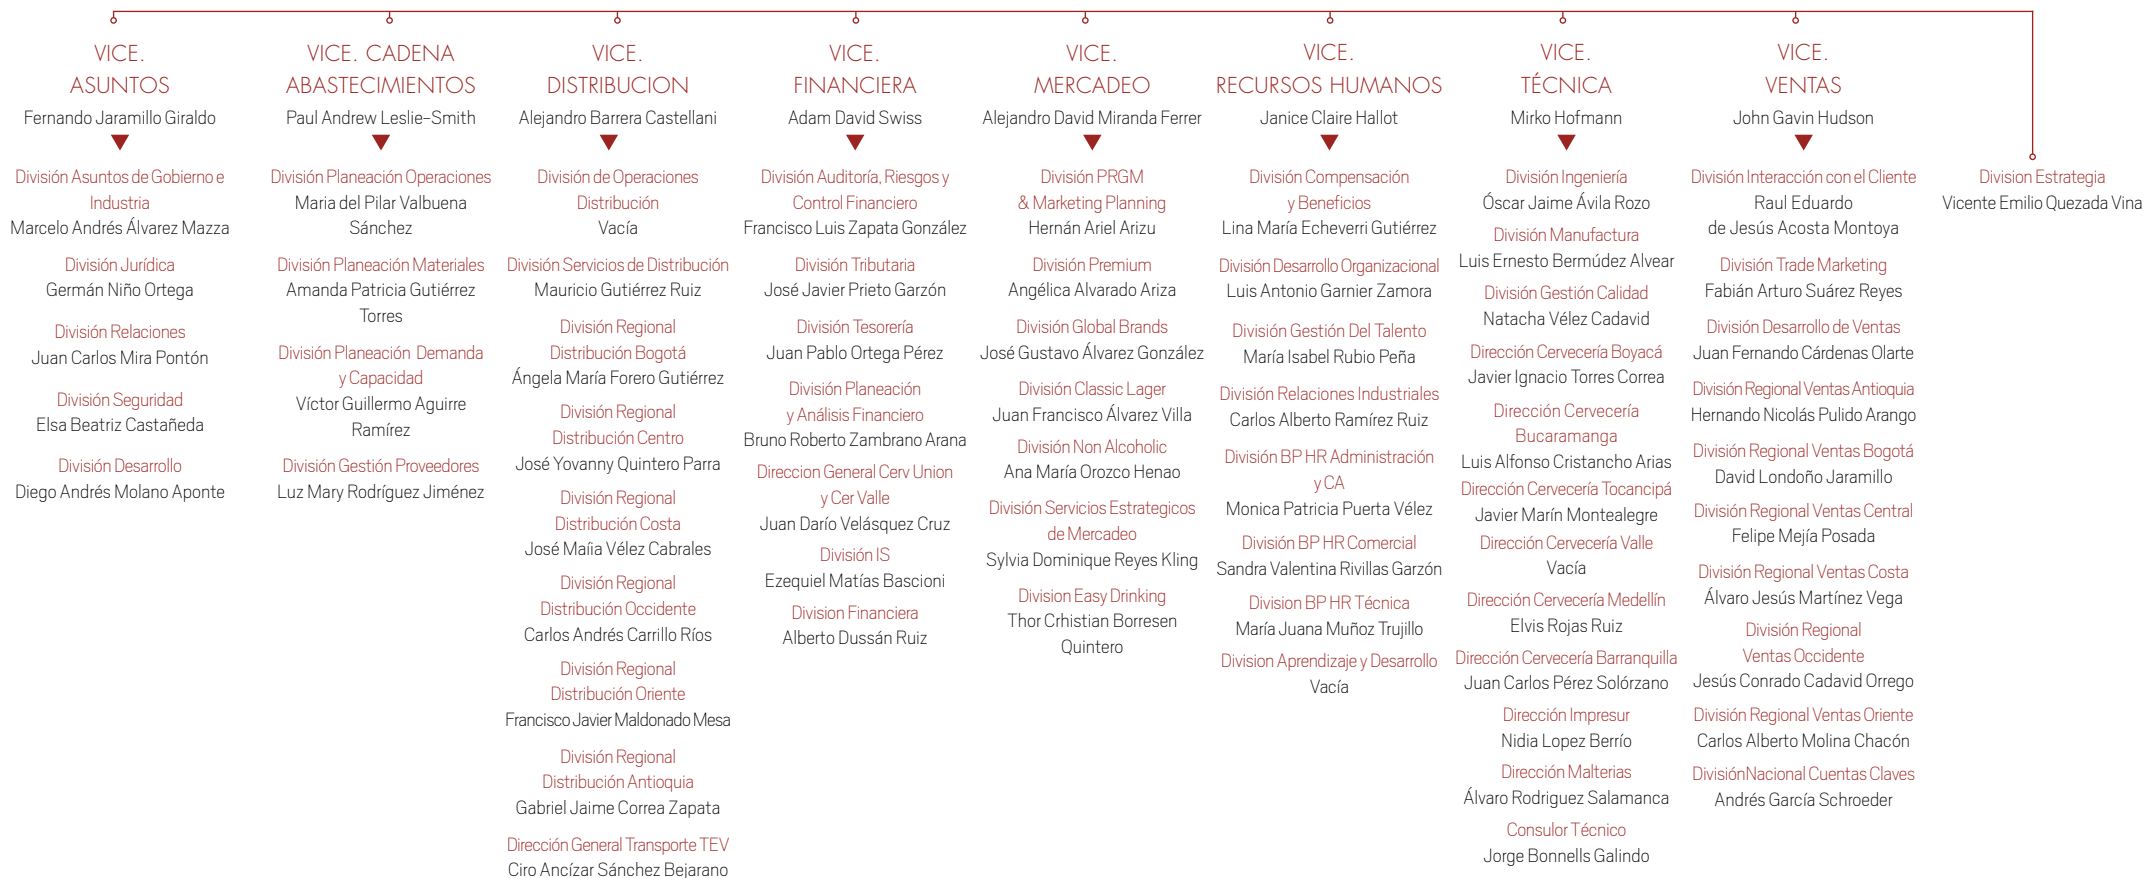 VICE.
ASUNTOS
Fernando Jaramillo Giraldo
División Asuntos de Gobierno e
Industria
Marcelo Andrés Álvarez Mazza
División Jurídica
Germán Niño Ortega
División Relaciones
Juan Carlos Mira Pontón
División Seguridad
Elsa Beatriz Castañeda
División Desarrollo
Diego Andrés Molano Aponte
VICE. CADENA
ABASTECIMIENTOS
Paul Andrew Leslie-Smith
División Planeación Operaciones
Maria del Pilar Valbuena
Sánchez
División Planeación Materiales
Amanda Patricia Gutiérrez
Torres
División Planeación Demanda
y Capacidad
Víctor Guillermo Aguirre
Ramírez
División Gestión Proveedores
Luz Mary Rodríguez Jiménez
VICE.
DISTRIBUCION
Alejandro Barrera Castellani
División de Operaciones
Distribución
Vacía
División Servicios de Distribución
Mauricio Gutiérrez Ruiz
División Regional
Distribución Bogotá
Ángela María Forero Gutiérrez
División Regional
Distribución Centro
José Yovanny Quintero Parra
División Regional
Distribución Costa
José Maíia Vélez Cabrales
División Regional
Distribución Occidente
Carlos Andrés Carrillo Ríos
División Regional
Distribución Oriente
Francisco Javier Maldonado Mesa
División Regional
Distribución Antioquia
Gabriel Jaime Correa Zapata
Dirección General Transporte TEV
Ciro Ancízar Sánchez Bejarano
VICE.
FINANCIERA
Adam David Swiss
División Auditoría, Riesgos y
Control Financiero
Francisco Luis Zapata González
División Tributaria
José Javier Prieto Garzón
División Tesorería
Juan Pablo Ortega Pérez
División Planeación
y Análisis Financiero
Bruno Roberto Zambrano Arana
Direccion General Cerv Union
y Cer Valle
Juan Darío Velásquez Cruz
División IS
Ezequiel Matías Bascioni
Division Financiera
Alberto Dussán Ruiz
VICE.
MERCADEO
Alejandro David Miranda Ferrer
División PRGM
& Marketing Planning
Hernán Ariel Arizu
División Premium
Angélica Alvarado Ariza
División Global Brands
José Gustavo Álvarez González
División Classic Lager
Juan Francisco Álvarez Villa
División Non Alcoholic
Ana María Orozco Henao
División Servicios Estrategicos
de Mercadeo
Sylvia Dominique Reyes Kling
Division Easy Drinking
Thor Crhistian Borresen
Quintero
VICE.
RECURSOS HUMANOS
Janice Claire Hallot
División Compensación
y Beneficios
Lina María Echeverri Gutiérrez
División Desarrollo Organizacional
Luis Antonio Garnier Zamora
División Gestión Del Talento
María Isabel Rubio Peña
División Relaciones Industriales
Carlos Alberto Ramírez Ruiz
División BP HR Administración
y CA
Monica Patricia Puerta Vélez
División BP HR Comercial
Sandra Valentina Rivillas Garzón
Division BP HR Técnica
María Juana Muñoz Trujillo
Division Aprendizaje y Desarrollo
Vacía
VICE.
TÉCNICA
Mirko Hofmann
División Ingeniería
Óscar Jaime Ávila Rozo
División Manufactura
Luis Ernesto Bermúdez Alvear
División Gestión Calidad
Natacha Vélez Cadavid
Dirección Cervecería Boyacá
Javier Ignacio Torres Correa
Dirección Cervecería
Bucaramanga
Luis Alfonso Cristancho Arias
Dirección Cervecería Tocancipá
Javier Marín Montealegre
Dirección Cervecería Valle
Vacía
Dirección Cervecería Medellín
Elvis Rojas Ruiz
Dirección Cervecería Barranquilla
Juan Carlos Pérez Solórzano
Dirección Impresur
Nidia Lopez Berrío
Dirección Malterias
Álvaro Rodriguez Salamanca
Consulor Técnico
Jorge Bonnells Galindo
VICE.
VENTAS
John Gavin Hudson
División Interacción con el Cliente
Raul Eduardo
de Jesús Acosta Montoya
División Trade Marketing
Fabián Arturo Suárez Reyes
División Desarrollo de Ventas
Juan Fernando Cárdenas Olarte
División Regional Ventas Antioquia
Hernando Nicolás Pulido Arango
División Regional Ventas Bogotá
David Londoño Jaramillo
División Regional Ventas Central
Felipe Mejía Posada
División Regional Ventas Costa
Álvaro Jesús Martínez Vega
División Regional
Ventas Occidente
Jesús Conrado Cadavid Orrego
División Regional Ventas Oriente
Carlos Alberto Molina Chacón
DivisiónNacional Cuentas Claves
Andrés García Schroeder
Division Estrategia
Vicente Emilio Quezada Vina